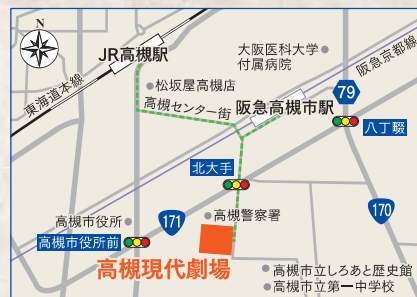 N
JR高槻駅
大阪医科大学
付属病院
阪急京都線
東海道本線
松坂屋高槻店
高槻センター街
阪急高槻市駅
79
八丁畷
北大手
171
高槻市役所
高槻市役所前
高槻警察署
170
高槻現代劇場
高槻市立しろあと歴史館
高槻市立第一中学校